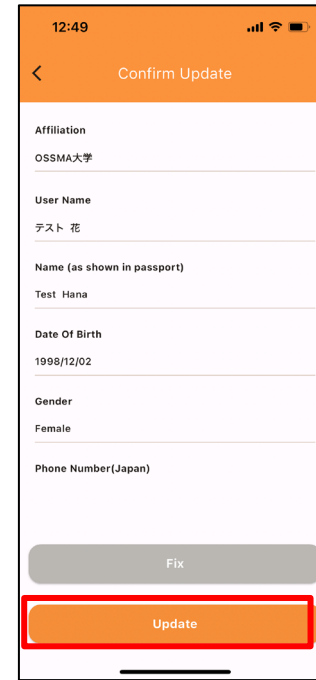 12:49
Confirm Update
Affiliation
OSSMA大学
User Name
テスト 花
Name (as shown in passport)
Test Hana
Date Of Birth
1998/12/02
Gender
Female
Phone Number(Japan)
Fix
Update